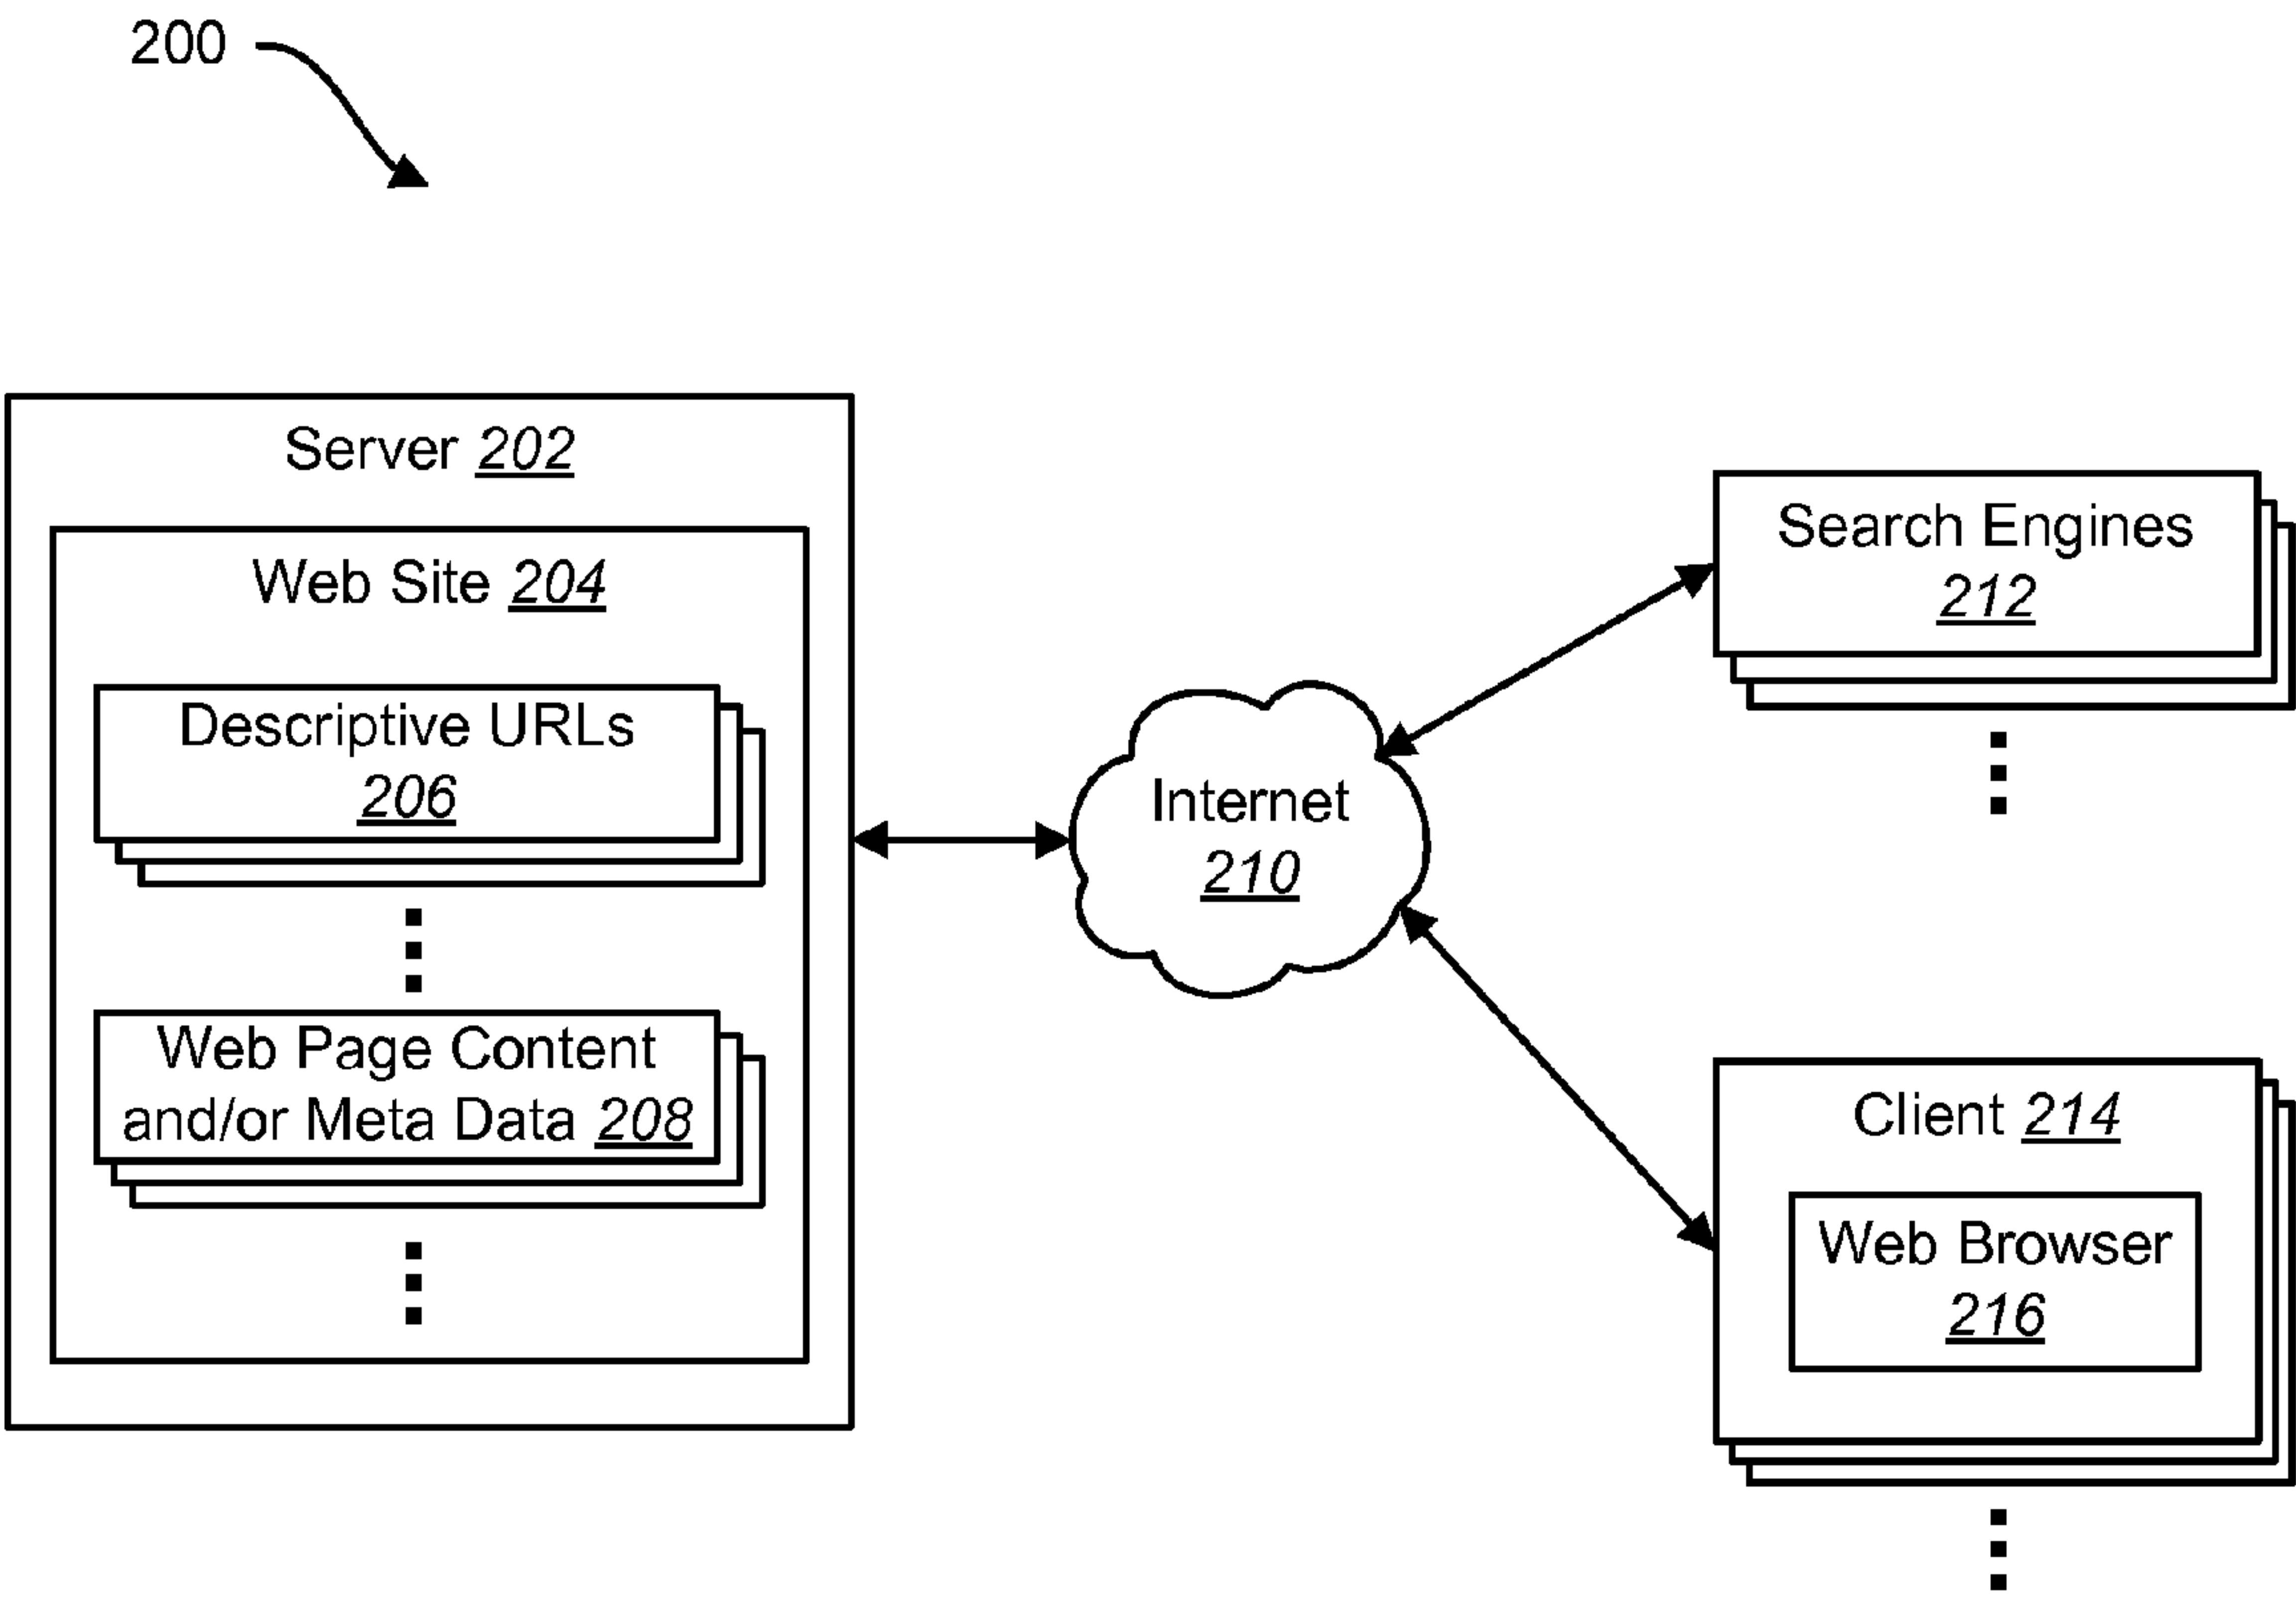 200
Server 202
Web Site 204
Descriptive URLs
206
Web Page Content
and/or Meta Data 208
Internet
210
Search Engines
212
Client 214
Web Browser
216